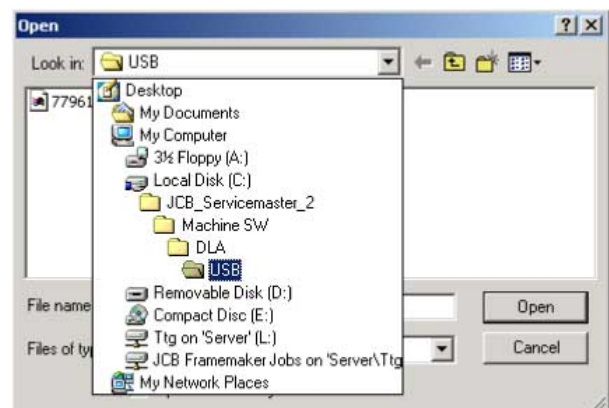 Open
Look in: USB
Desktop
77961
My Documents
My Computer
3½ Floppy (A:)
Local Disk (C:)
JCB_Servicemaster_2
Machine SW
DLA
USB
Removable Disk (D:)
File name
Open
Compact Disc (E:)
Ttg on 'Server' (L:)
Files of ty
Cancel
JCB Framemaker Jobs on 'Server\Ttg
My Network Places